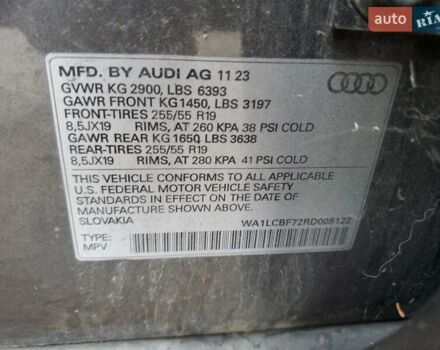 AUTO
RIA
MFD. BY AUDI AG 11 23
GVWR KG 2900, LBS 6393
GAWR FRONT KG1450, LBS 3197
FRONT-TIRES 255/55 R19
8,5JX19 RIMS, AT 260 KPA 38 PSI COLD
GAWR REAR KG 1650, LBS 3638
REAR-TIRES 255/55 R19
8,5JX19 RIMS, AT 280 KPA 41 PSI COLD
THIS VEHICLE CONFORMS TO ALL APPLICABLE
U.S. FEDERAL MOTOR VEHICLE SAFETY
STANDARDS IN EFFECT ON THE DATE OF
MANUFACTURE SHOWN ABOVE.
SLOVAKIA
WA1LCBF72RD008122
TYPE:
MPV